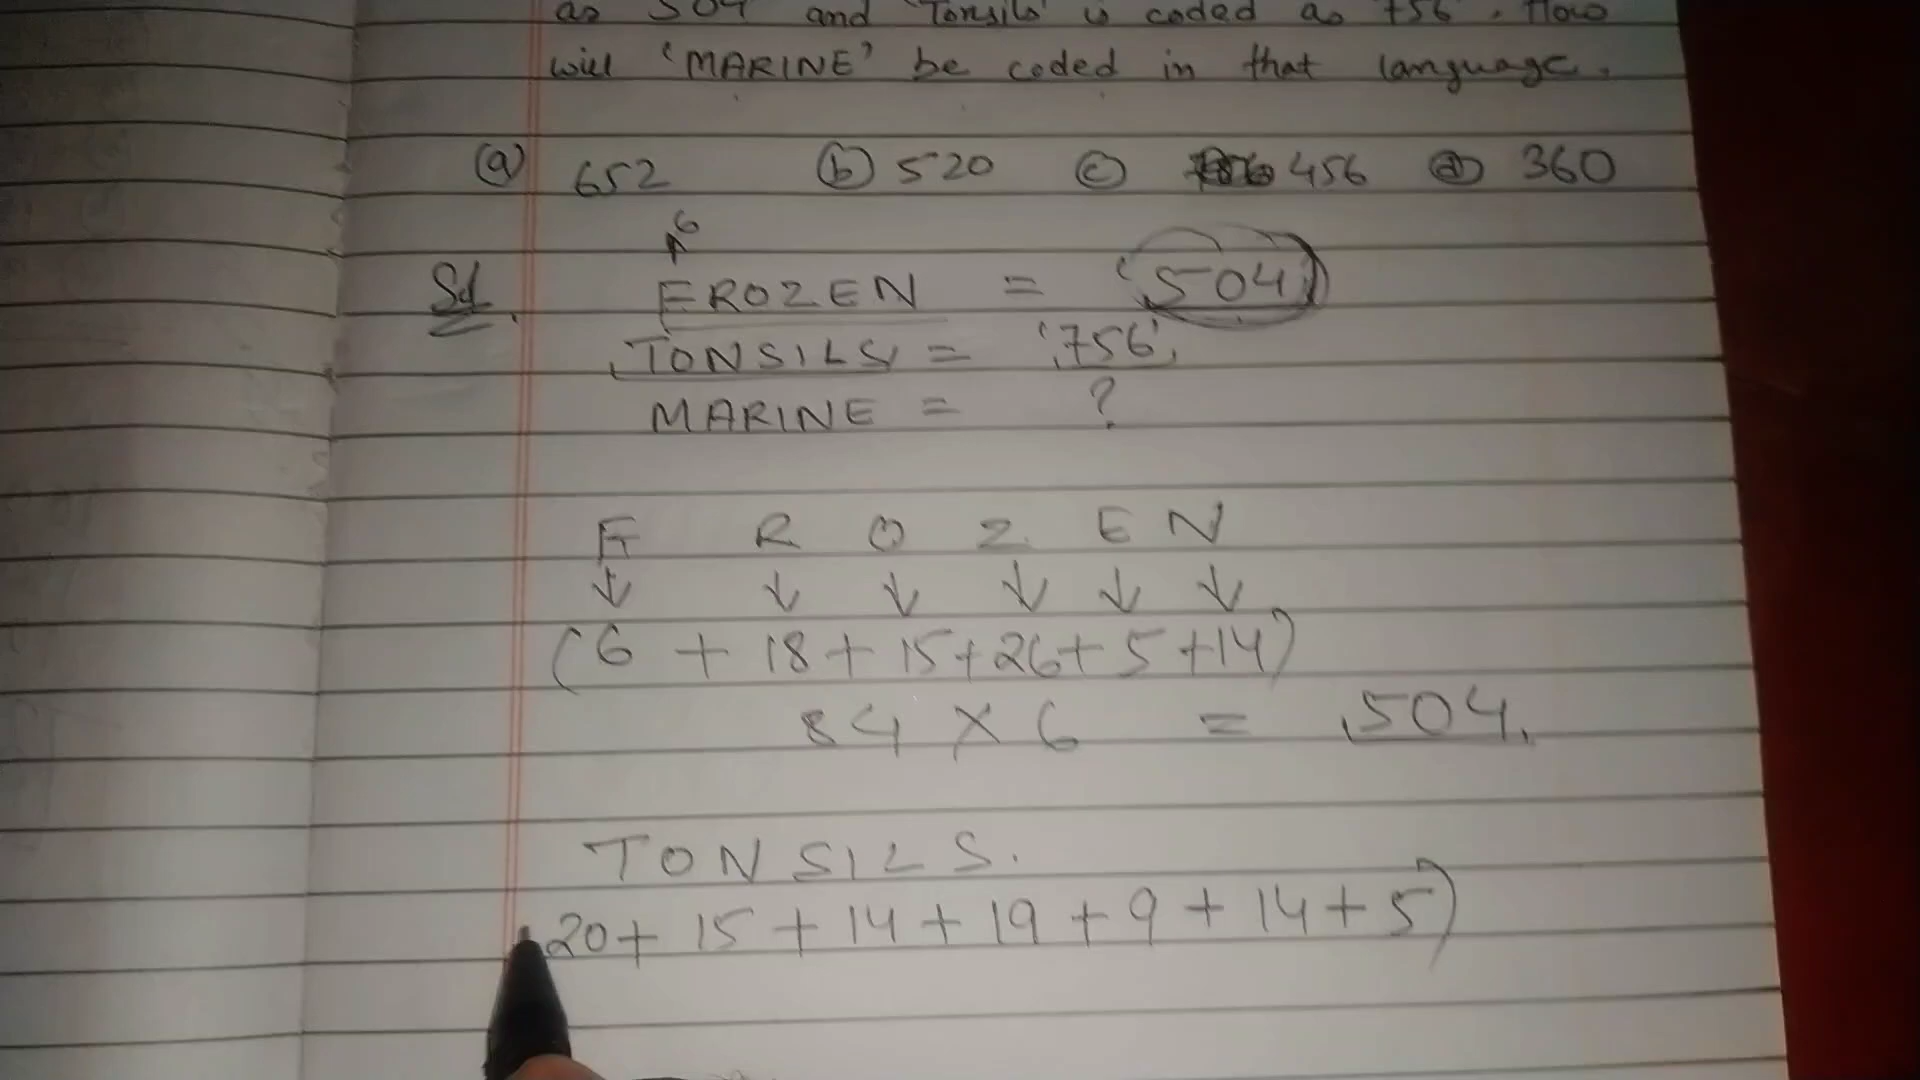 as 504 and 'Tonsils' is coded as 756. How
will 'MARINE' be coded in that language.
(a) 652 (b) 520 (c) 456 (d) 360
6
Sol. FROZEN = '504'
TONSILS = '756'
MARINE = ?
F R O Z E N
↓ ↓ ↓ ↓ ↓ ↓
(6 + 18 + 15 + 26 + 5 + 14)
84 × 6 = 504.
TONSILS.
20 + 15 + 14 + 19 + 9 + 14 + 5)